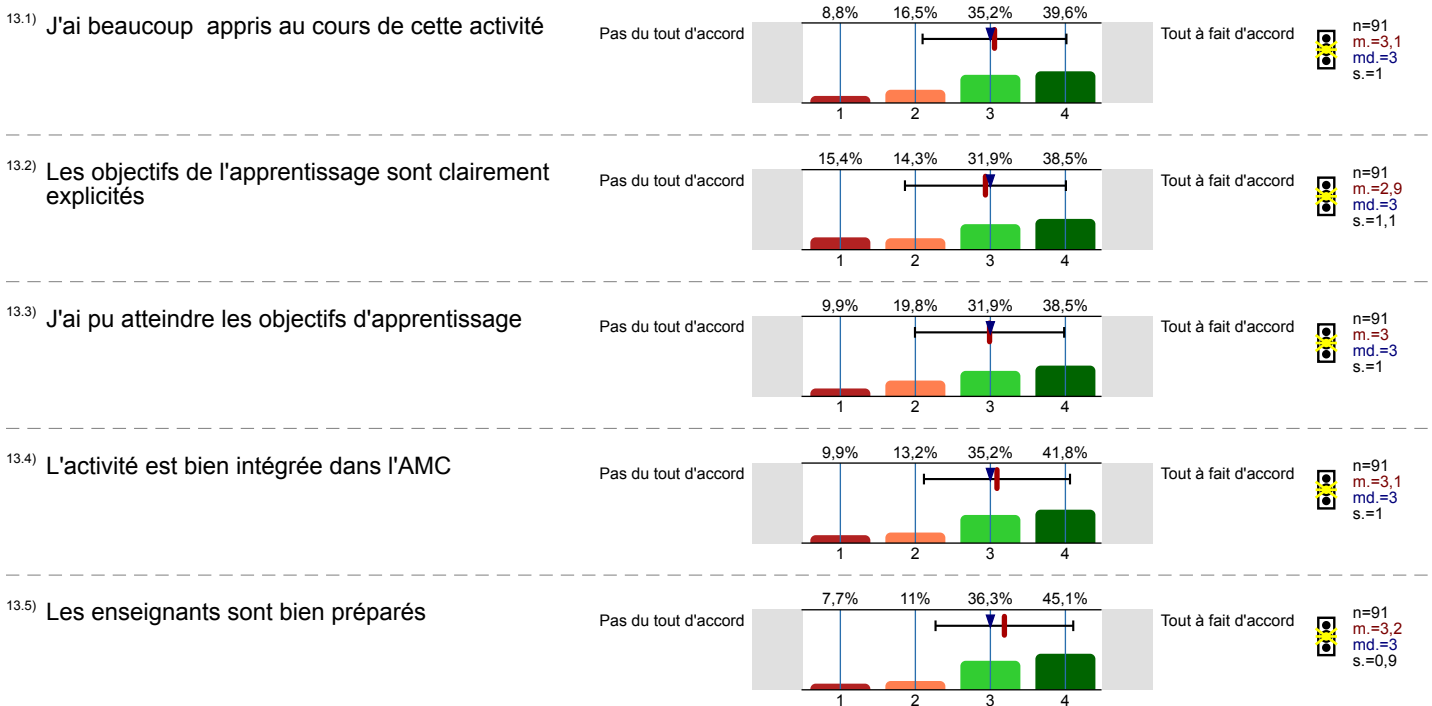 13.1) J'ai beaucoup appris au cours de cette activité
Pas du tout d'accord
8,8% 16,5% 35,2% 39,6%
1 2 3 4
Tout à fait d'accord
n=91
m.=3,1
md.=3
s.=1
13.2) Les objectifs de l'apprentissage sont clairement
explicités
Pas du tout d'accord
15,4% 14,3% 31,9% 38,5%
1 2 3 4
Tout à fait d'accord
n=91
m.=2,9
md.=3
s.=1,1
13.3) J'ai pu atteindre les objectifs d'apprentissage
Pas du tout d'accord
9,9% 19,8% 31,9% 38,5%
1 2 3 4
Tout à fait d'accord
n=91
m.=3
md.=3
s.=1
13.4) L'activité est bien intégrée dans l'AMC
Pas du tout d'accord
9,9% 13,2% 35,2% 41,8%
1 2 3 4
Tout à fait d'accord
n=91
m.=3,1
md.=3
s.=1
13.5) Les enseignants sont bien préparés
Pas du tout d'accord
7,7% 11% 36,3% 45,1%
1 2 3 4
Tout à fait d'accord
n=91
m.=3,2
md.=3
s.=0,9